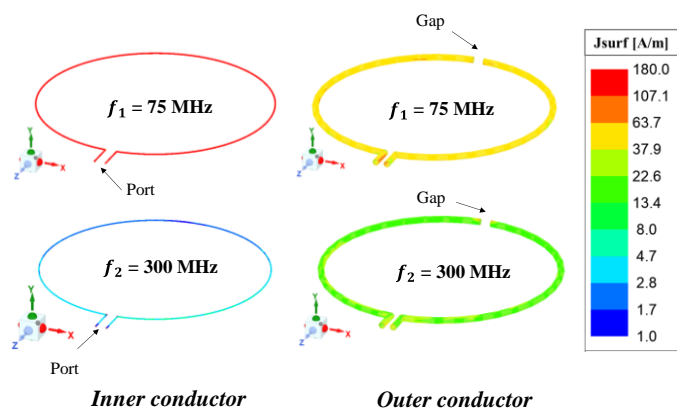 Gap
Jsurf [A/m]
180.0
107.1
63.7
37.9
22.6
13.4
8.0
4.7
2.8
1.7
1.0
f₁ = 75 MHz
f₁ = 75 MHz
Y
X
Z
Y
X
Z
Port
Gap
f₂ = 300 MHz
f₂ = 300 MHz
Y
X
Z
Y
X
Z
Port
Inner conductor
Outer conductor